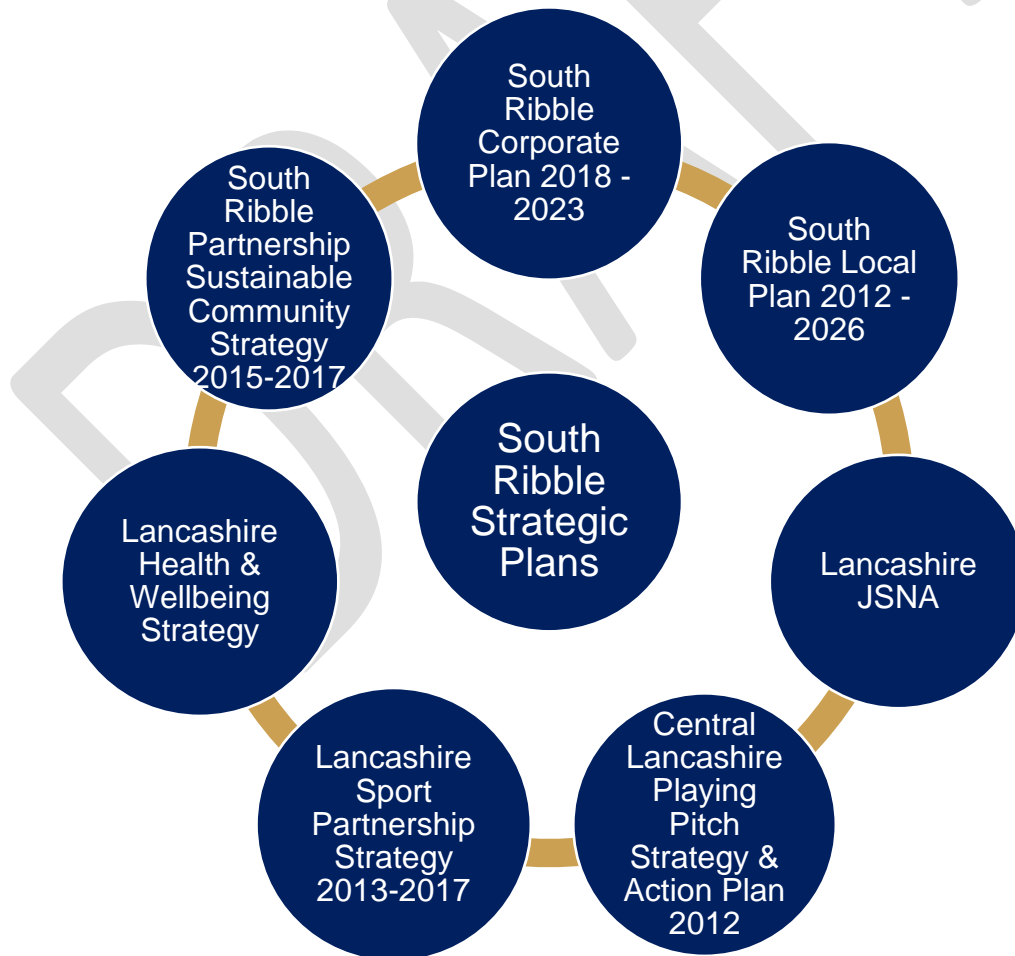 South
Ribble
Corporate
Plan 2018 -
2023
South
Ribble Local
Plan 2012 -
2026
Lancashire
JSNA
Central
Lancashire
Playing
Pitch
Strategy &
Action Plan
2012
Lancashire
Sport
Partnership
Strategy
2013-2017
Lancashire
Health &
Wellbeing
Strategy
South
Ribble
Partnership
Sustainable
Community
Strategy
2015-2017
South
Ribble
Strategic
Plans